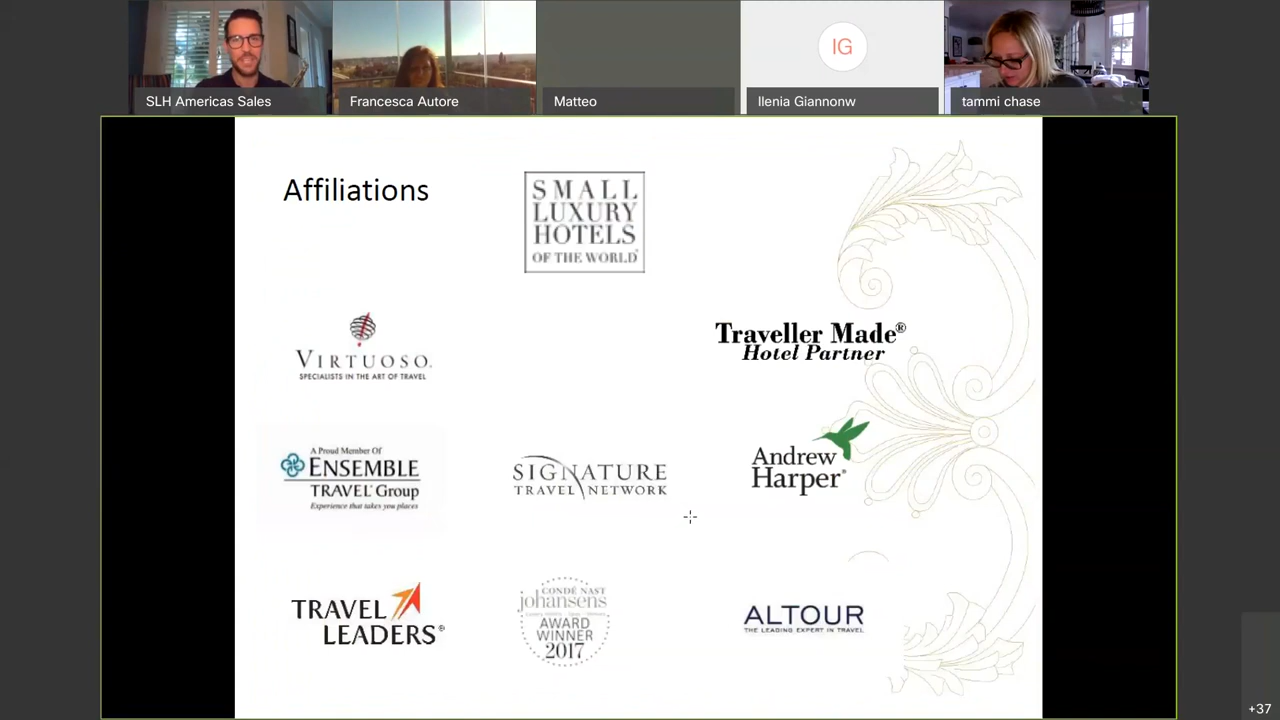 IG
SLH Americas Sales
Francesca Autore
Matteo
Ilenia Giannonw
tammi chase
Affiliations
SMALL
LUXURY
HOTELS
OF THE WORLD®
VIRTUOSO®
SPECIALISTS IN THE ART OF TRAVEL
Traveller Made®
Hotel Partner
A Proud Member Of
ENSEMBLE
TRAVEL® Group
Experience that takes you places
SIGNATURE
TRAVEL NETWORK
Andrew
Harper®
TRAVEL
LEADERS®
CONDÉ NAST
johansens
AWARD
WINNER
2017
ALTOUR
THE LEADING EXPERT IN TRAVEL
+37